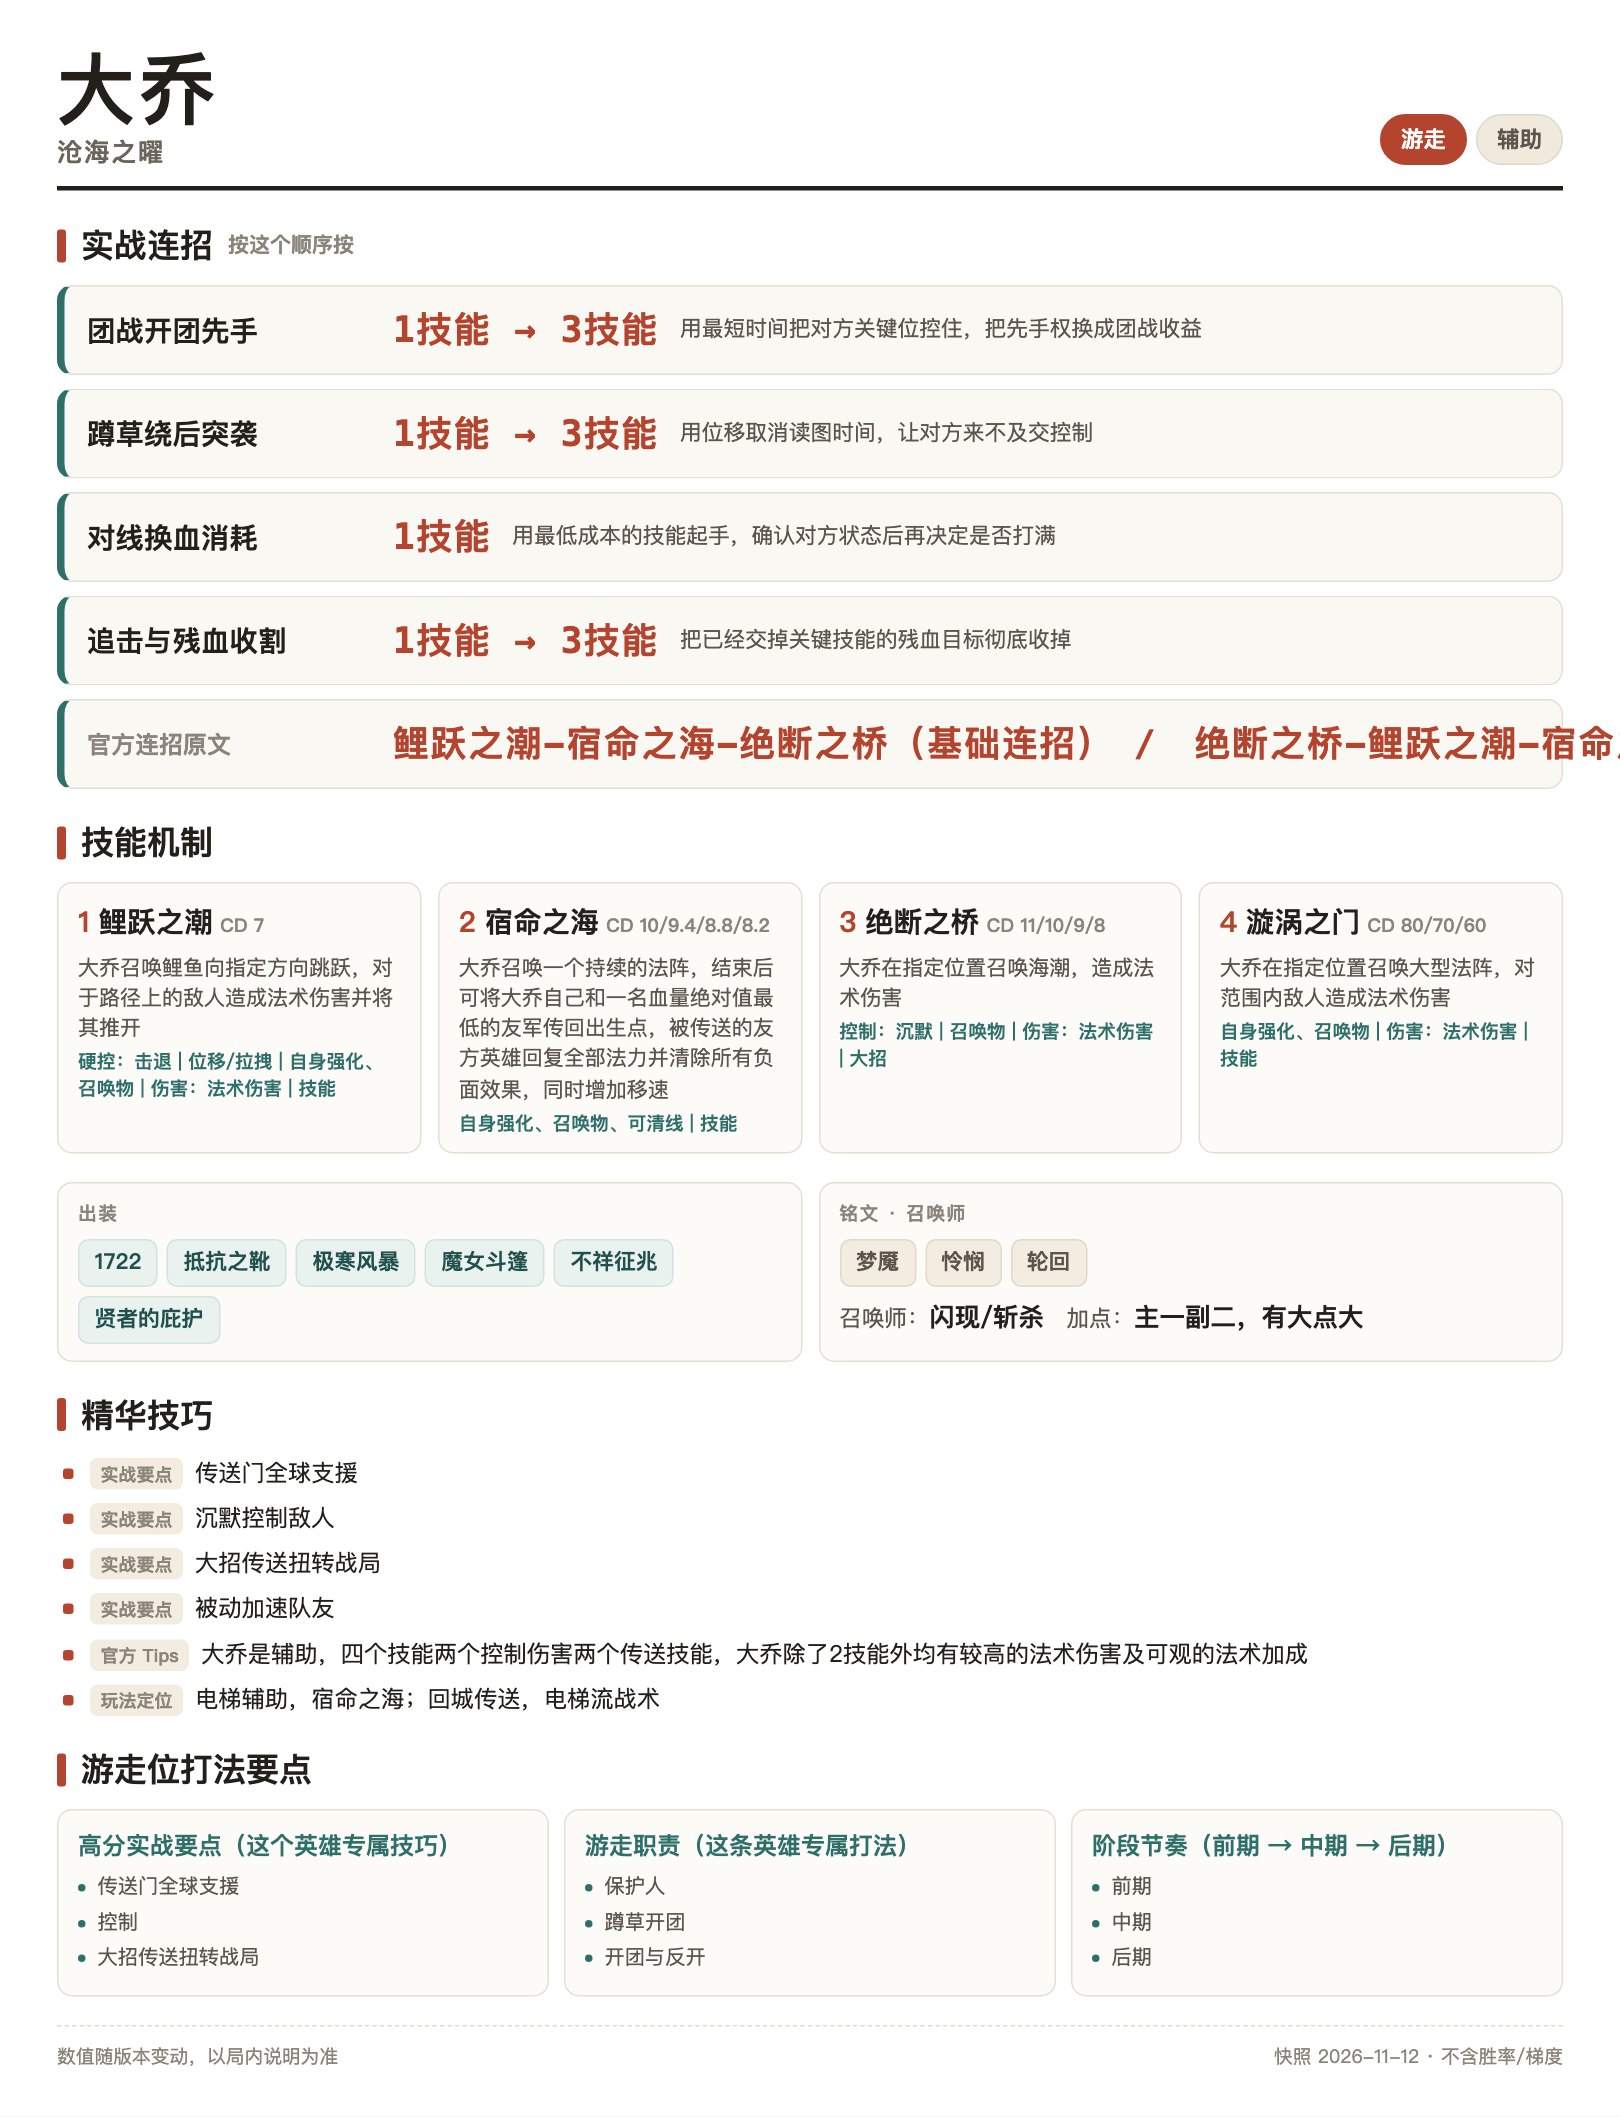 大乔
沧海之曜
游走 辅助
实战连招 按这个顺序按
团战开团先手 1技能 → 3技能 用最短时间把对方关键位控住，把先手权换成团战收益
蹲草绕后突袭 1技能 → 3技能 用位移取消读图时间，让对方来不及交控制
对线换血消耗 1技能 用最低成本的技能起手，确认对方状态后再决定是否打满
追击与残血收割 1技能 → 3技能 把已经交掉关键技能的残血目标彻底收掉
官方连招原文 鲤跃之潮-宿命之海-绝断之桥（基础连招） / 绝断之桥-鲤跃之潮-宿命
技能机制
1 鲤跃之潮 CD 7
大乔召唤鲤鱼向指定方向跳跃，对
于路径上的敌人造成法术伤害并将
其推开
硬控：击退 | 位移/拉拽 | 自身强化、
召唤物 | 伤害：法术伤害 | 技能
2 宿命之海 CD 10/9.4/8.8/8.2
大乔召唤一个持续的法阵，结束后
可将大乔自己和一名血量绝对值最
低的友军传回出生点，被传送的友
方英雄回复全部法力并清除所有负
面效果，同时增加移速
自身强化、召唤物、可清线 | 技能
3 绝断之桥 CD 11/10/9/8
大乔在指定位置召唤海潮，造成法
术伤害
控制：沉默 | 召唤物 | 伤害：法术伤害
| 大招
4 漩涡之门 CD 80/70/60
大乔在指定位置召唤大型法阵，对
范围内敌人造成法术伤害
自身强化、召唤物 | 伤害：法术伤害 |
技能
出装
1722 抵抗之靴 极寒风暴 魔女斗篷 不祥征兆
贤者的庇护
铭文 · 召唤师
梦魇 怜悯 轮回
召唤师：闪现/斩杀 加点：主一副二，有大点大
精华技巧
实战要点 传送门全球支援
实战要点 沉默控制敌人
实战要点 大招传送扭转战局
实战要点 被动加速队友
官方 Tips 大乔是辅助，四个技能两个控制伤害两个传送技能，大乔除了2技能外均有较高的法术伤害及可观的法术加成
玩法定位 电梯辅助，宿命之海；回城传送，电梯流战术
游走位打法要点
高分实战要点（这个英雄专属技巧）
传送门全球支援
控制
大招传送扭转战局
游走职责（这条英雄专属打法）
保护人
蹲草开团
开团与反开
阶段节奏（前期 → 中期 → 后期）
前期
中期
后期
数值随版本变动，以局内说明为准
快照 2026-11-12 · 不含胜率/梯度